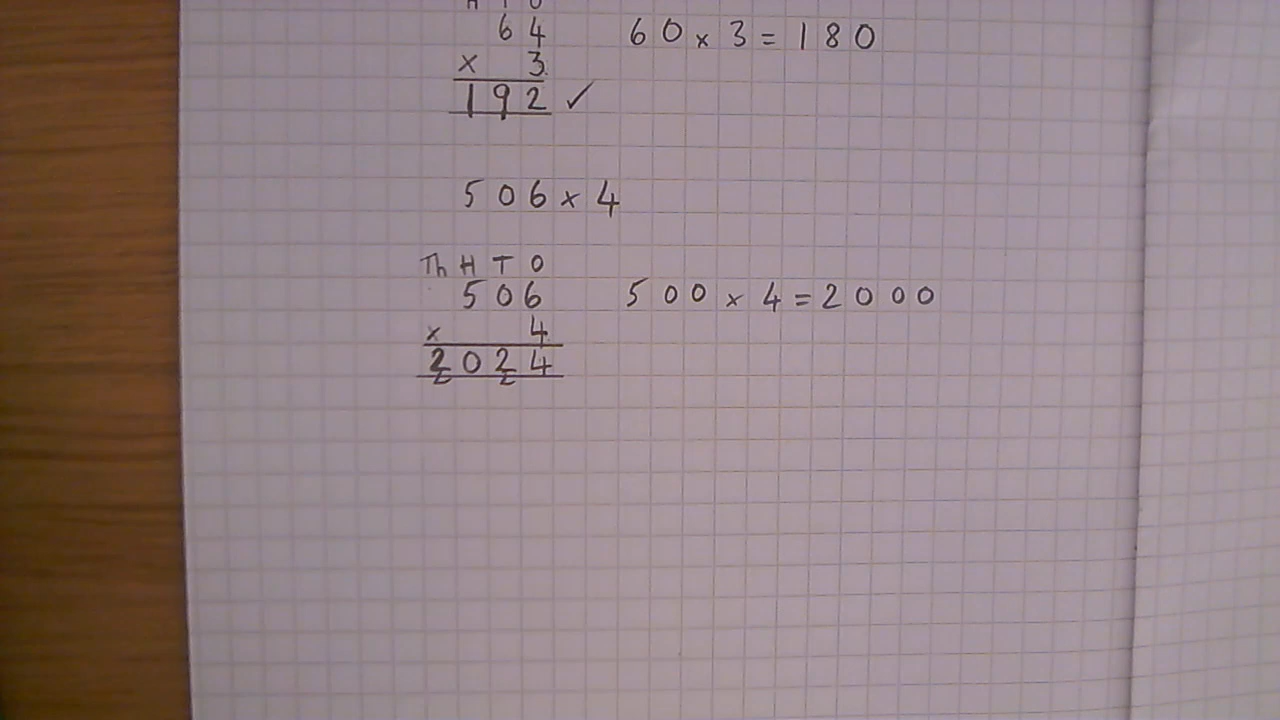 H T O
64 60 × 3 = 180
× 3
192 ✓
506 × 4
Th H T O
506 500 × 4 = 2000
× 4
2024
2 2